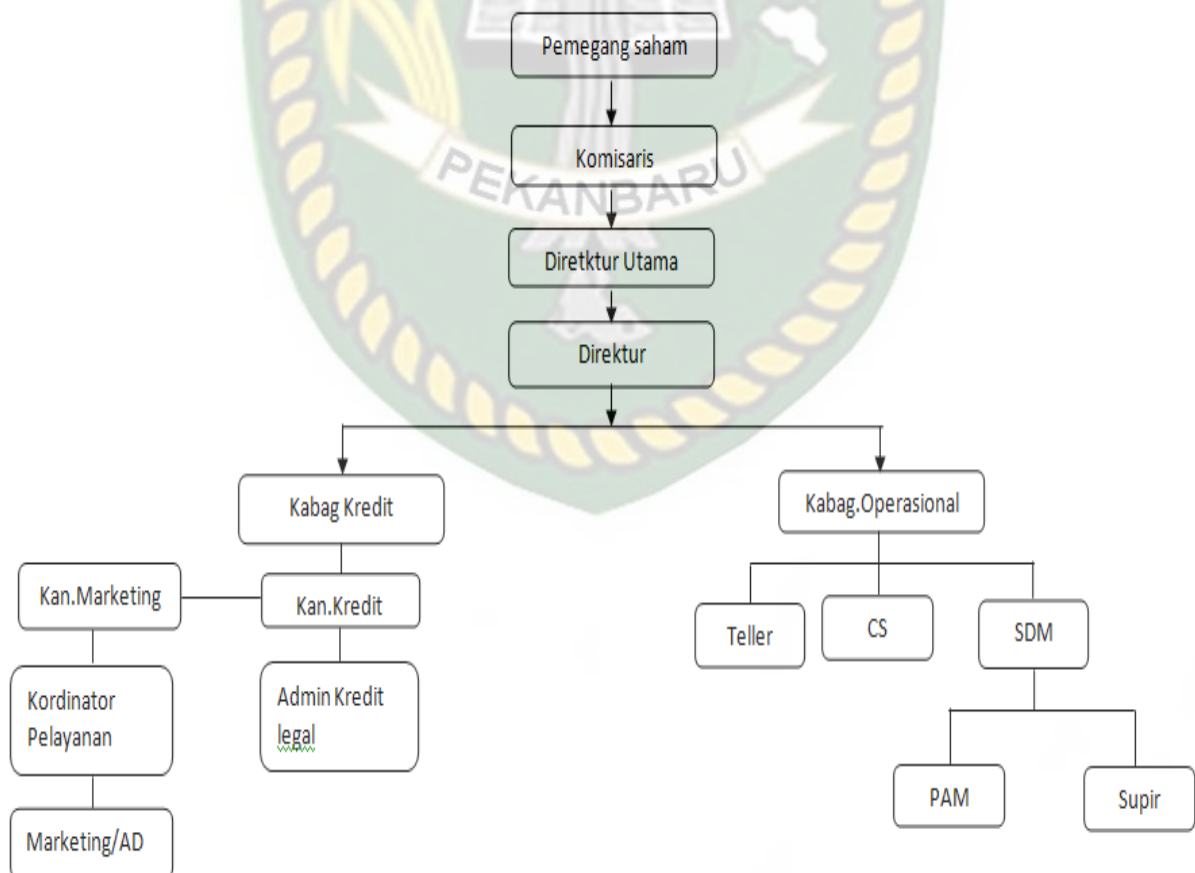 Pemegang saham
Komisaris
PEKANBARU
Diretktur Utama
Direktur
Kabag Kredit
Kabag.Operasional
Kan.Marketing
Kan.Kredit
Teller
CS
SDM
Kordinator
Pelayanan
Admin Kredit
legal
PAM
Supir
Marketing/AD